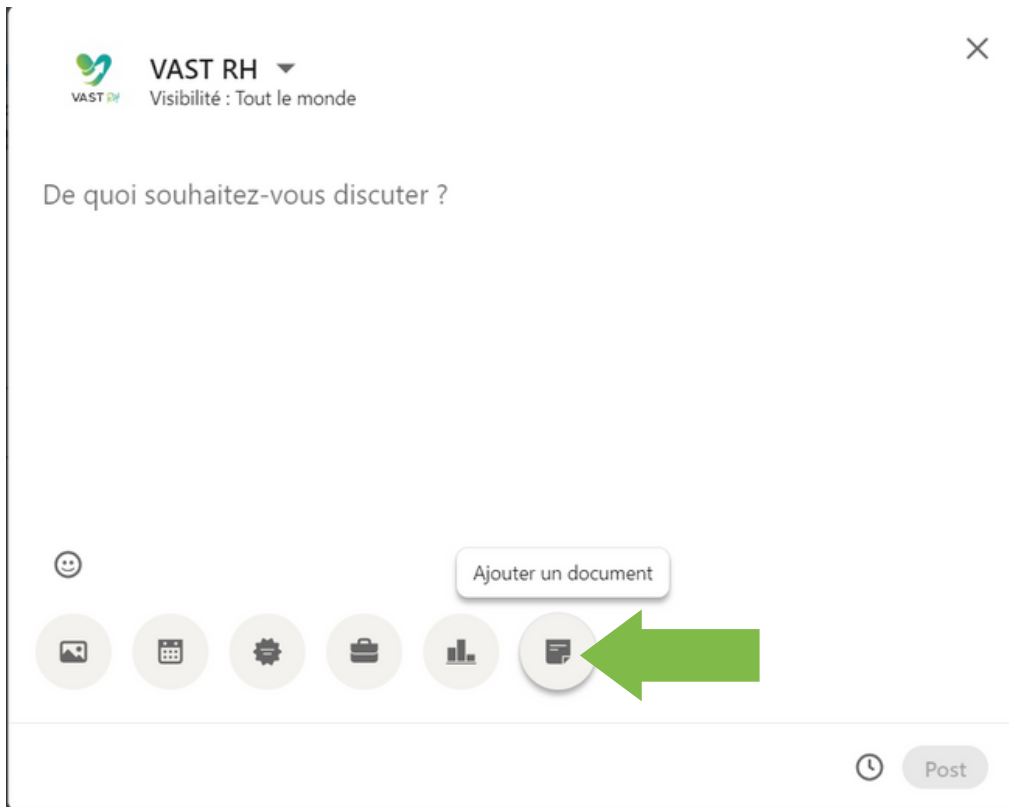 VAST RH
VAST RH
Visibilité : Tout le monde
De quoi souhaitez-vous discuter ?
Ajouter un document
Post